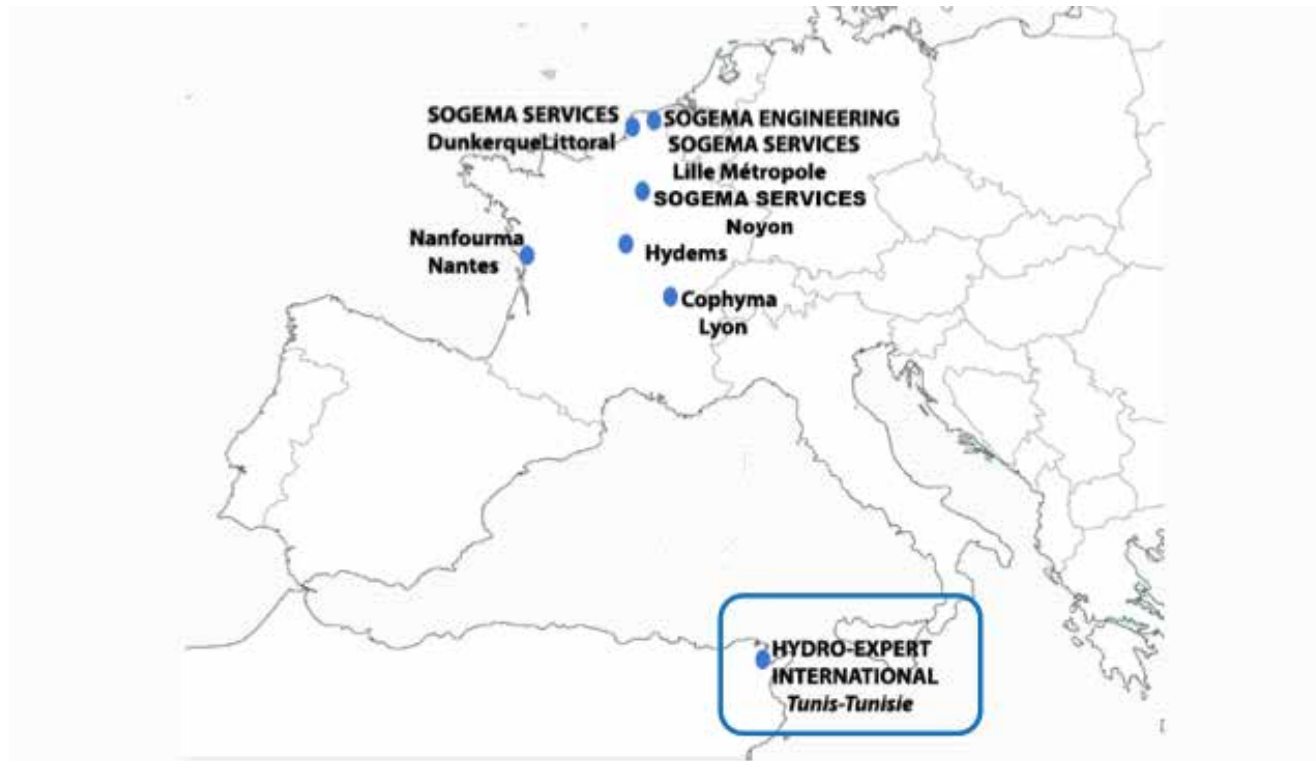 SOGEMA SERVICES
DunkerqueLittoral
SOGEMA ENGINEERING
SOGEMA SERVICES
Lille Métropole
SOGEMA SERVICES
Noyon
Nanfourma
Nantes
Hydems
Cophyma
Lyon
HYDRO-EXPERT
INTERNATIONAL
Tunis-Tunisie